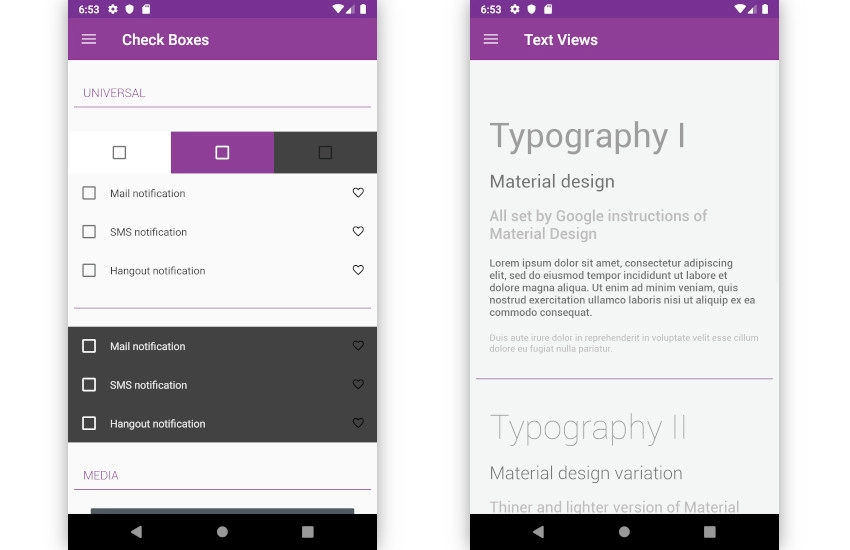 6:53
Check Boxes
UNIVERSAL
Mail notification
SMS notification
Hangout notification
Mail notification
SMS notification
Hangout notification
MEDIA
6:53
Text Views
Typography I
Material design
All set by Google instructions of
Material Design
Lorem ipsum dolor sit amet, consectetur adipiscing
elit, sed do eiusmod tempor incididunt ut labore et
dolore magna aliqua. Ut enim ad minim veniam, quis
nostrud exercitation ullamco laboris nisi ut aliquip ex ea
commodo consequat.
Duis aute irure dolor in reprehenderit in voluptate velit esse cillum
dolore eu fugiat nulla pariatur.
Typography II
Material design variation
Thiner and lighter version of Material